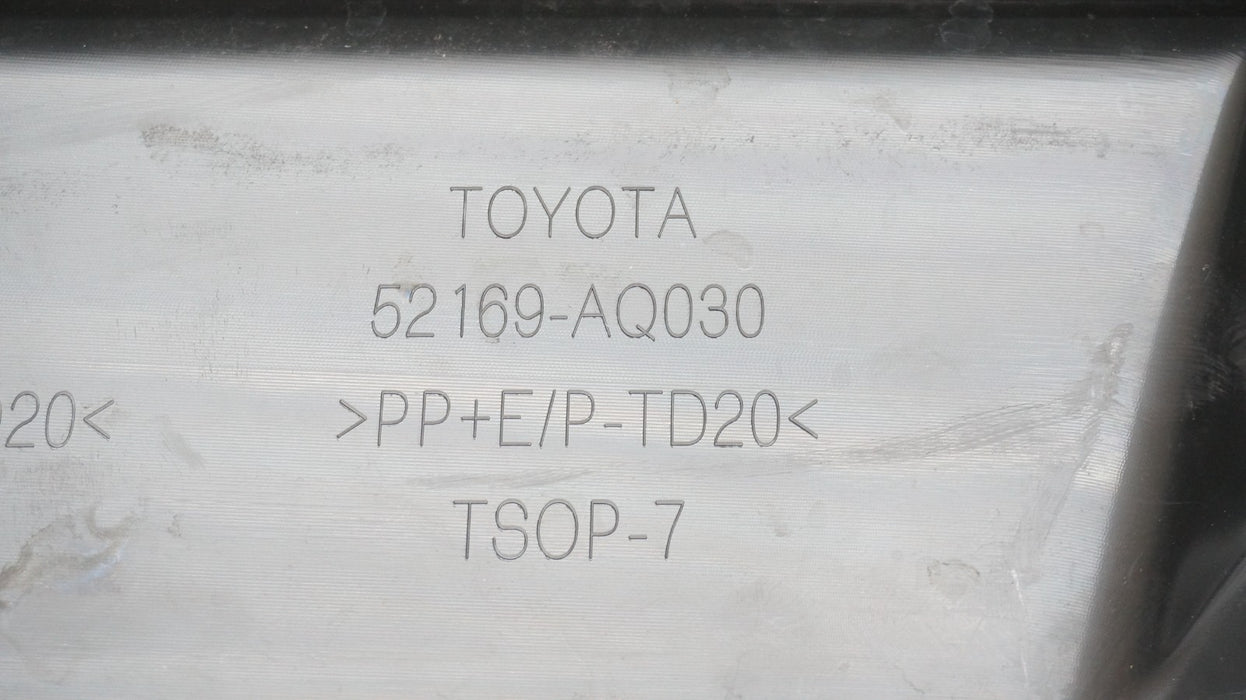 TOYOTA
52169-AQ030
20< >PP+E/P-TD20<
TSOP-7